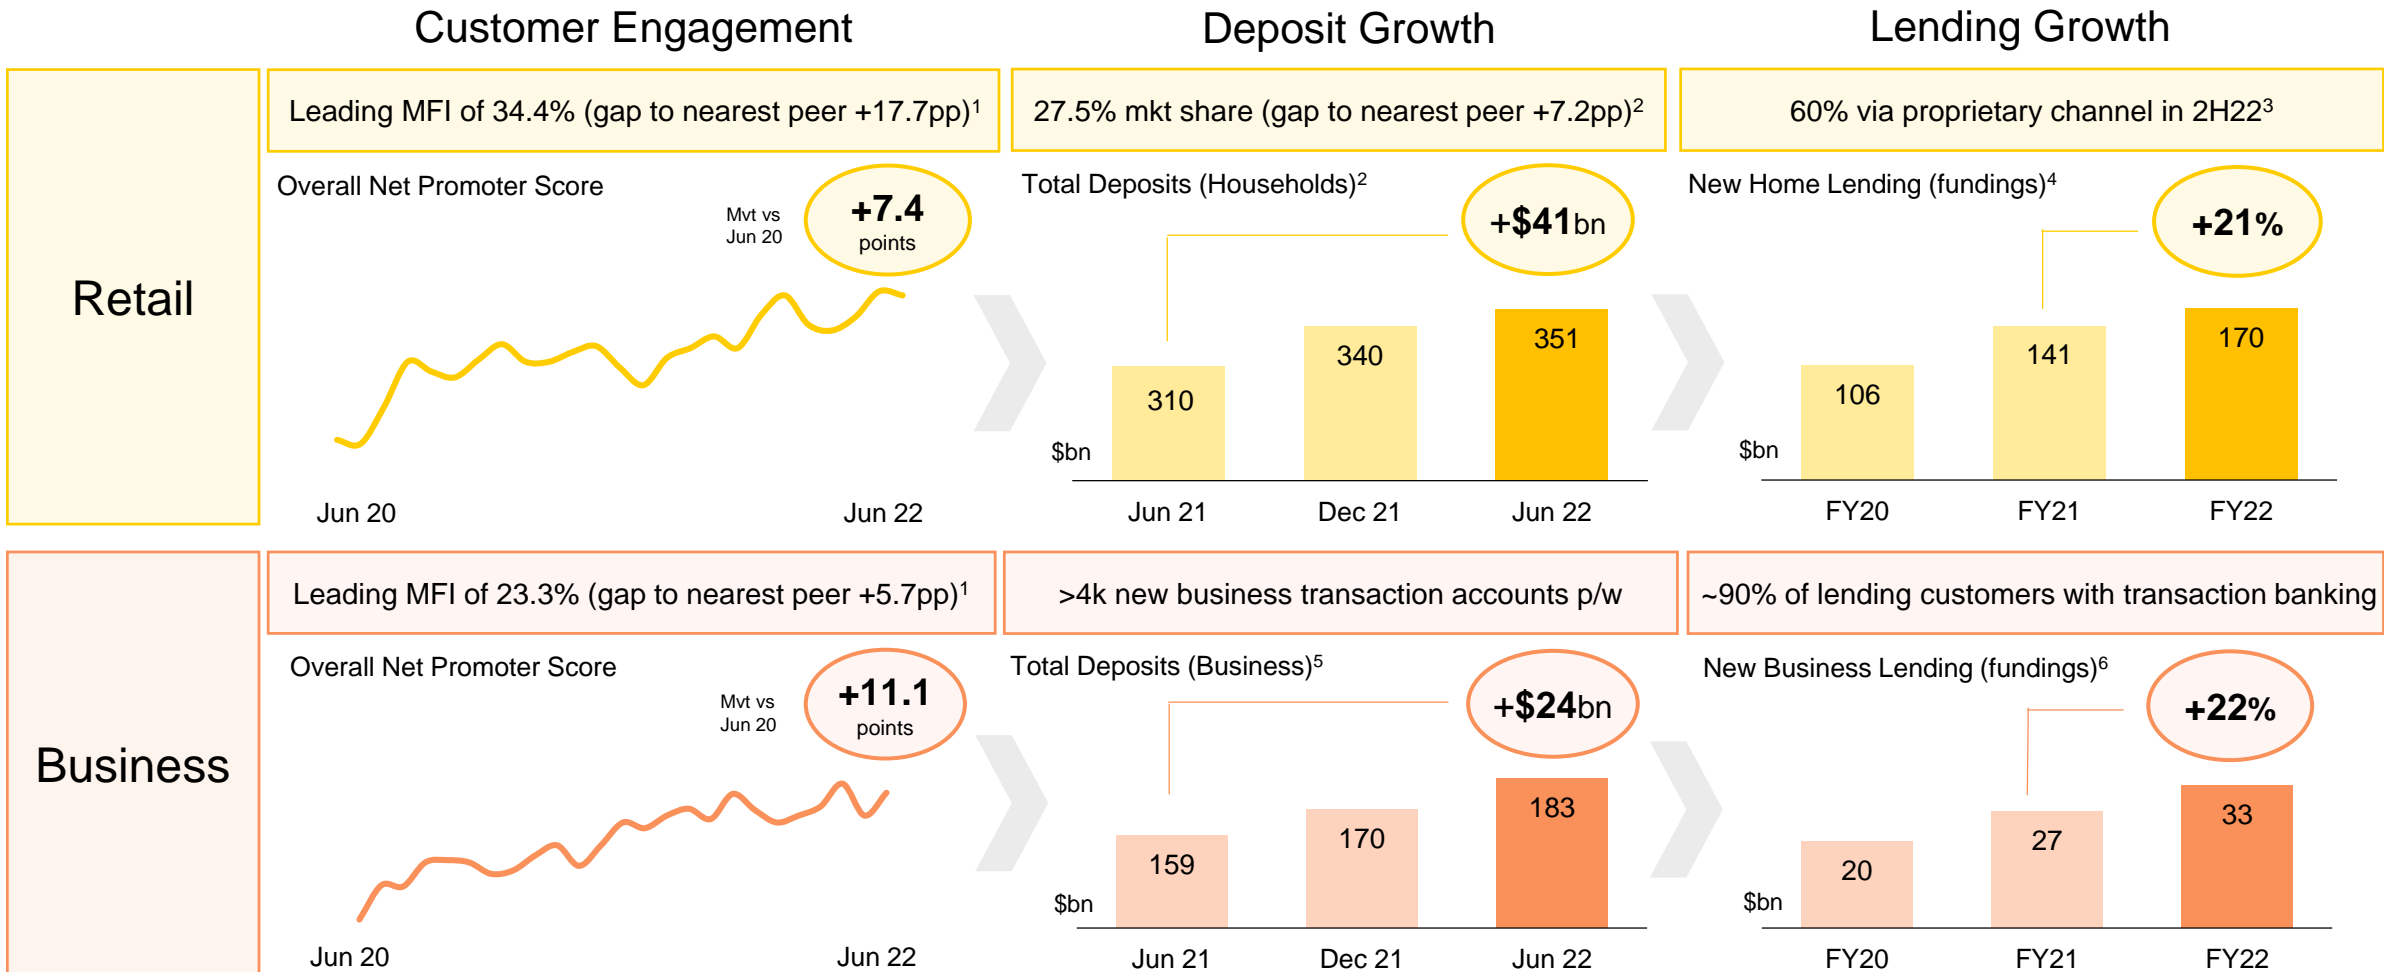 Customer Engagement
Deposit Growth
Lending Growth
Retail
Leading MFI of 34.4% (gap to nearest peer +17.7pp)¹
27.5% mkt share (gap to nearest peer +7.2pp)²
60% via proprietary channel in 2H22³
Overall Net Promoter Score
Mvt vs
Jun 20
+7.4
points
Jun 20
Jun 22
Total Deposits (Households)²
+$41bn
310
340
351
$bn
Jun 21
Dec 21
Jun 22
New Home Lending (fundings)⁴
+21%
106
141
170
$bn
FY20
FY21
FY22
Business
Leading MFI of 23.3% (gap to nearest peer +5.7pp)¹
>4k new business transaction accounts p/w
~90% of lending customers with transaction banking
Overall Net Promoter Score
Mvt vs
Jun 20
+11.1
points
Jun 20
Jun 22
Total Deposits (Business)⁵
+$24bn
159
170
183
$bn
Jun 21
Dec 21
Jun 22
New Business Lending (fundings)⁶
+22%
20
27
33
$bn
FY20
FY21
FY22